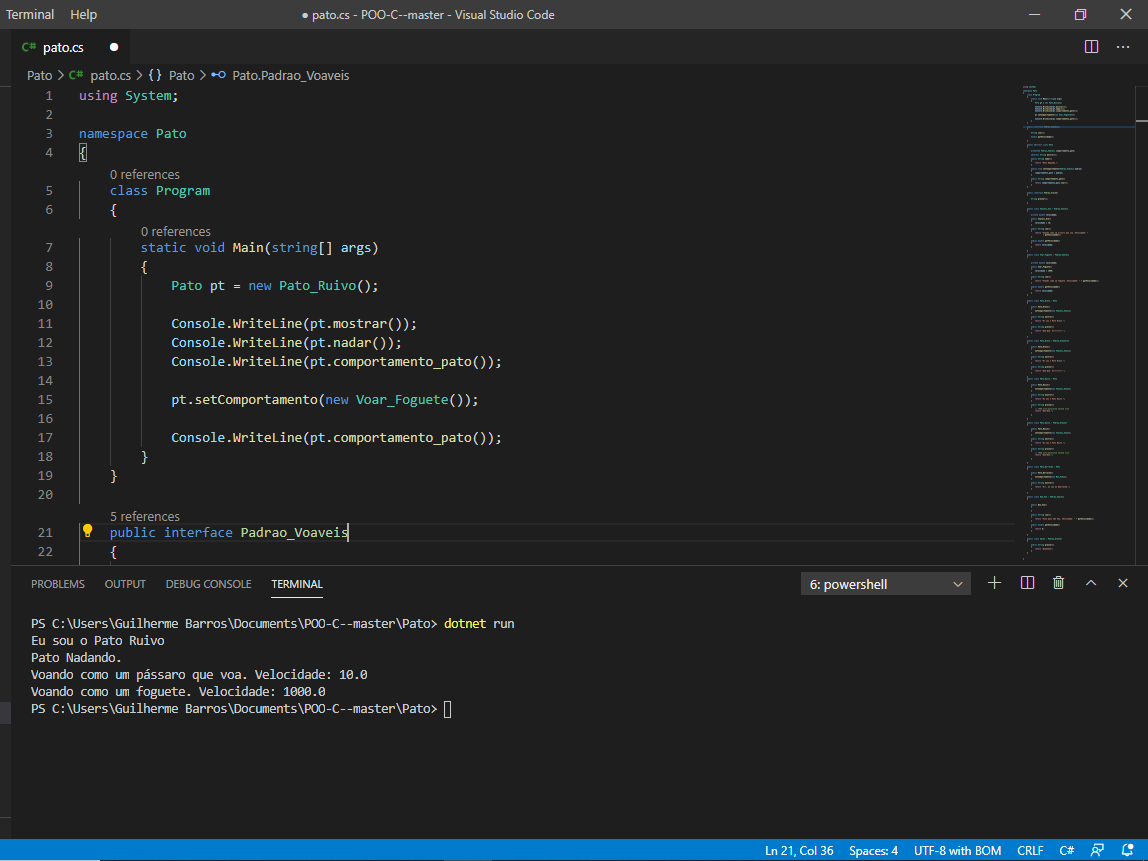 Terminal Help ● pato.cs - POO-C--master - Visual Studio Code
C# pato.cs ●
Pato > C# pato.cs > {} Pato > Pato.Padrao_Voaveis
1 using System;
2
3 namespace Pato
4 {
0 references
5 class Program
6 {
0 references
7 static void Main(string[] args)
8 {
9 Pato pt = new Pato_Ruivo();
10
11 Console.WriteLine(pt.mostrar());
12 Console.WriteLine(pt.nadar());
13 Console.WriteLine(pt.comportamento_pato());
14
15 pt.setComportamento(new Voar_Foguete());
16
17 Console.WriteLine(pt.comportamento_pato());
18 }
19 }
20
5 references
21 public interface Padrao_Voaveis
22 {
PROBLEMS OUTPUT DEBUG CONSOLE TERMINAL 6: powershell
PS C:\Users\Guilherme Barros\Documents\POO-C--master\Pato> dotnet run
Eu sou o Pato Ruivo
Pato Nadando.
Voando como um pássaro que voa. Velocidade: 10.0
Voando como um foguete. Velocidade: 1000.0
PS C:\Users\Guilherme Barros\Documents\POO-C--master\Pato>
Ln 21, Col 36 Spaces: 4 UTF-8 with BOM CRLF C#